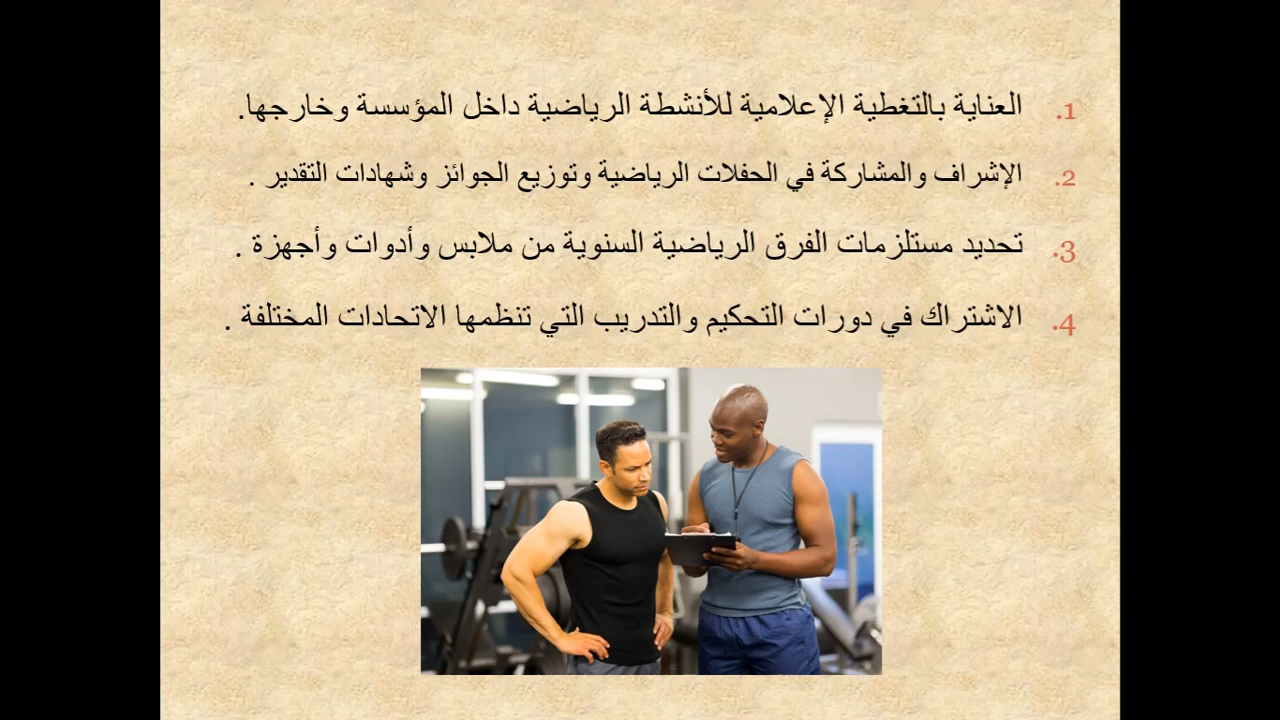 1. العناية بالتغطية الإعلامية للأنشطة الرياضية داخل المؤسسة وخارجها.
2. الإشراف والمشاركة في الحفلات الرياضية وتوزيع الجوائز وشهادات التقدير .
3. تحديد مستلزمات الفرق الرياضية السنوية من ملابس وأدوات وأجهزة .
4. الاشتراك في دورات التحكيم والتدريب التي تنظمها الاتحادات المختلفة .